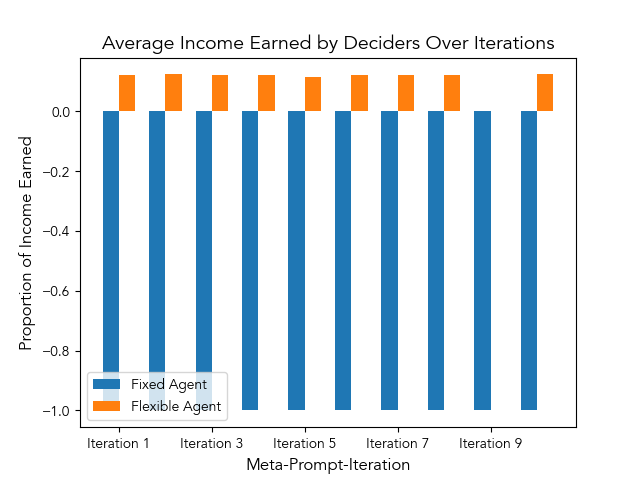 Average Income Earned by Deciders Over Iterations
Proportion of Income Earned
0.0
−0.2
−0.4
−0.6
−0.8
−1.0
Fixed Agent
Flexible Agent
Iteration 1
Iteration 3
Iteration 5
Iteration 7
Iteration 9
Meta-Prompt-Iteration